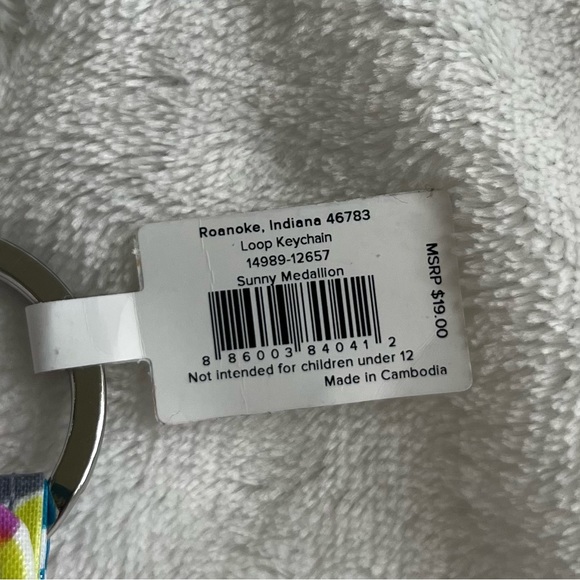 Roanoke, Indiana 46783
Loop Keychain
14989-12657
Sunny Medallion
8 86003 84041 2
Not intended for children under 12
Made in Cambodia
MSRP $19.00